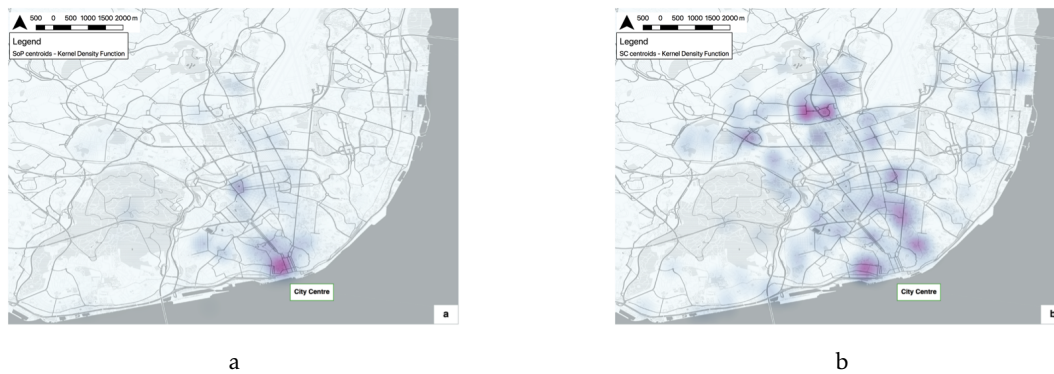 500 0 500 1000 1500 2000 m
Legend
SoP centroids - Kernel Density Function
City Centre
a
a
500 0 500 1000 1500 2000 m
Legend
SC centroids - Kernel Density Function
City Centre
b
b